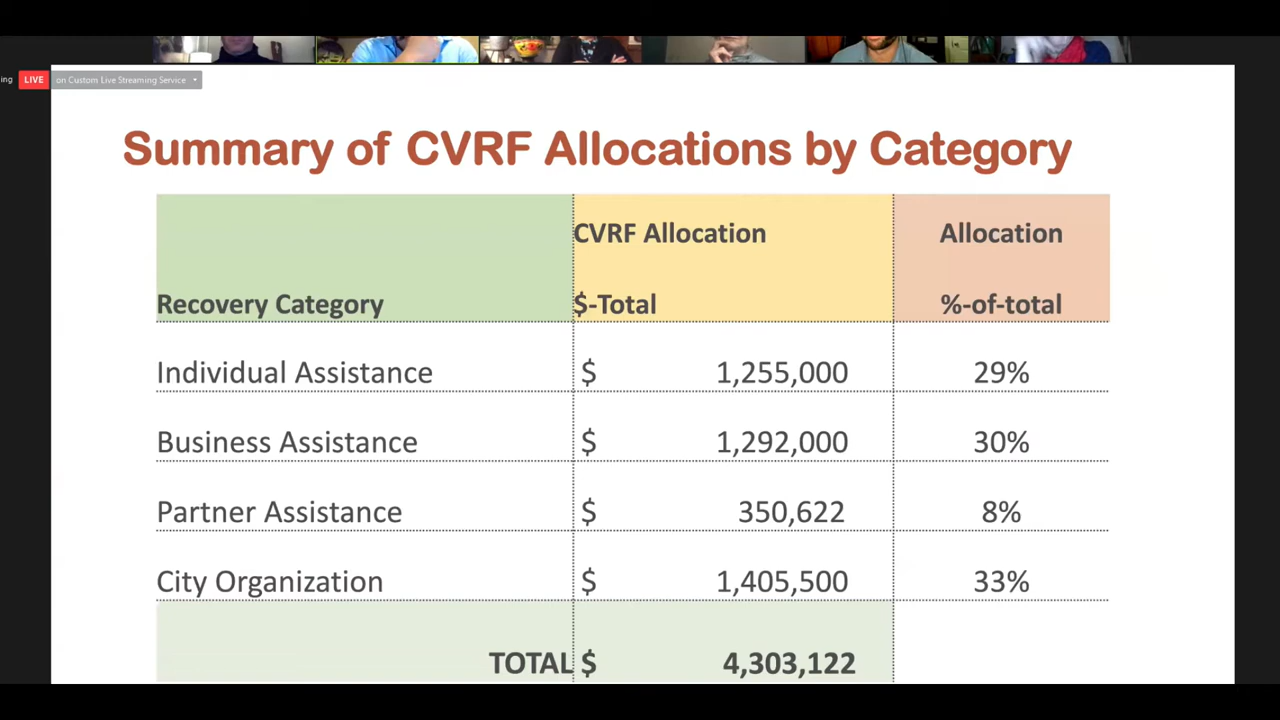 ing LIVE on Custom Live Streaming Service
Summary of CVRF Allocations by Category
CVRF Allocation Allocation
Recovery Category $-Total %-of-total
Individual Assistance $ 1,255,000 29%
Business Assistance $ 1,292,000 30%
Partner Assistance $ 350,622 8%
City Organization $ 1,405,500 33%
TOTAL $ 4,303,122